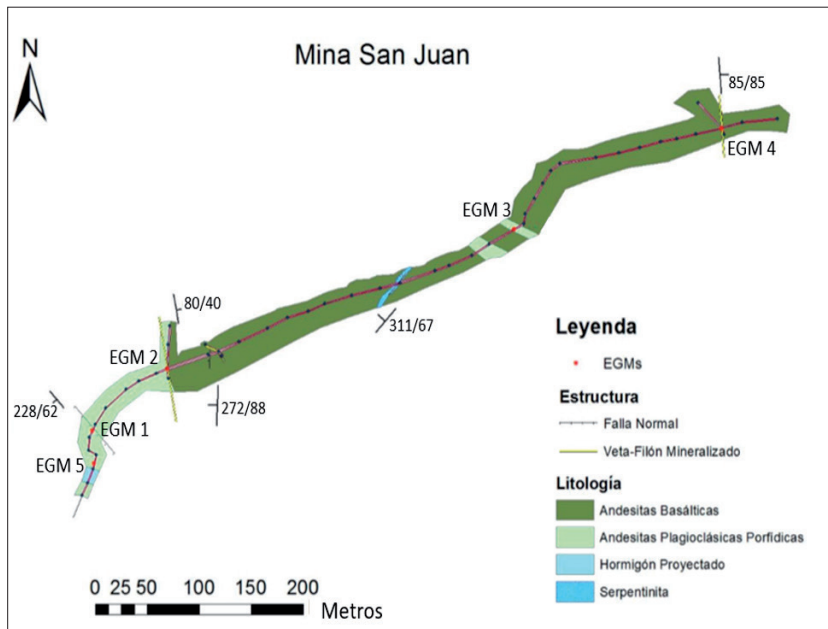 Mina San Juan
N
85/85
EGM 4
EGM 3
80/40
311/67
EGM 2
272/88
228/62
EGM 1
EGM 5
Leyenda
EGMs
Estructura
Falla Normal
Veta-Filón Mineralizado
Litología
Andesitas Basálticas
Andesitas Plagioclásicas Porfidicas
Hormigón Proyectado
Serpentinita
0 25 50 100 150 200
Metros